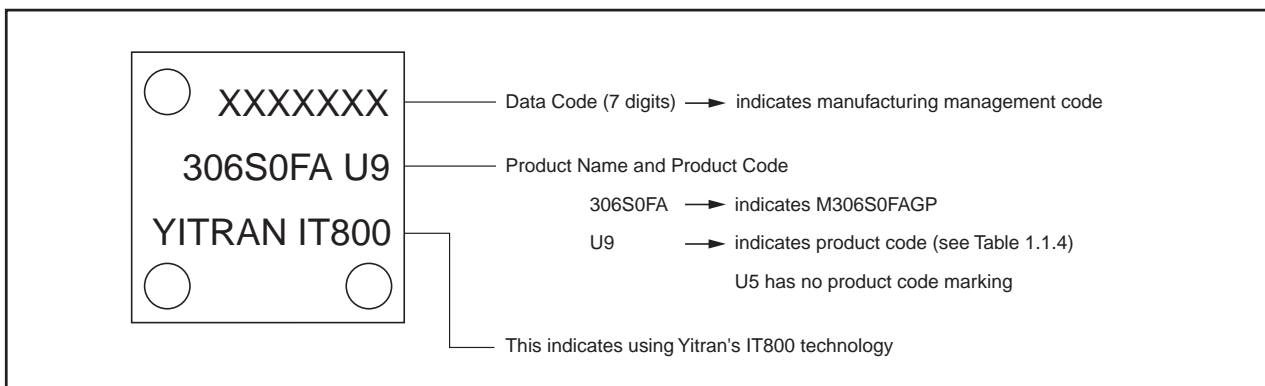 XXXXXXX
306S0FA U9
YITRAN IT800
Data Code (7 digits) → indicates manufacturing management code
Product Name and Product Code
306S0FA → indicates M306S0FAGP
U9 → indicates product code (see Table 1.1.4)
U5 has no product code marking
This indicates using Yitran's IT800 technology